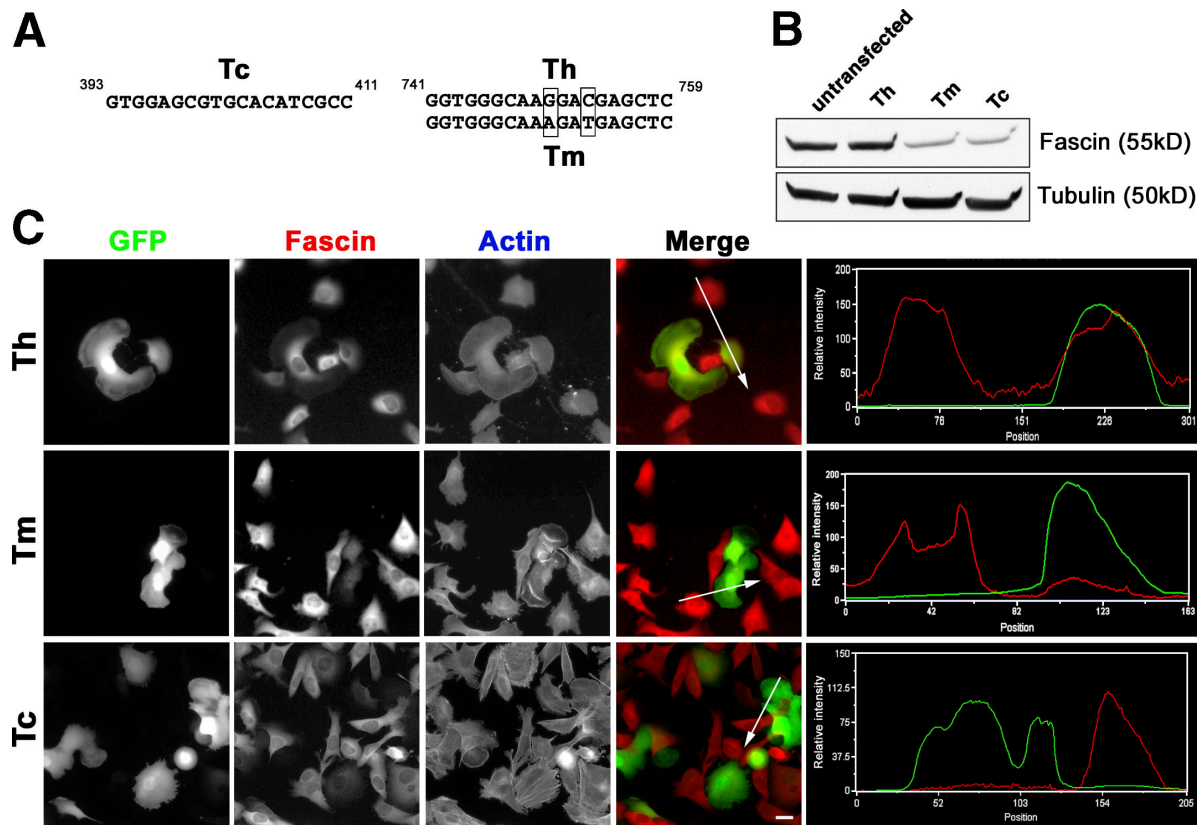 A
Tc
393 GTGGAGCGTGCACATCGCC 411
Th
741 GGTGGGCAAGGACGAGCTC 759
GGTGGGCAAAGATGAGCTC
Tm
B
untransfected Th Tm Tc
Fascin (55kD)
Tubulin (50kD)
C
GFP Fascin Actin Merge
Th
Relative intensity
200
150
100
50
0
0 76 151 226 301
Position
Tm
Relative intensity
200
150
100
50
0
0 42 82 123 163
Position
Tc
Relative intensity
150
112.5
75
37.5
0
0 52 103 154 205
Position